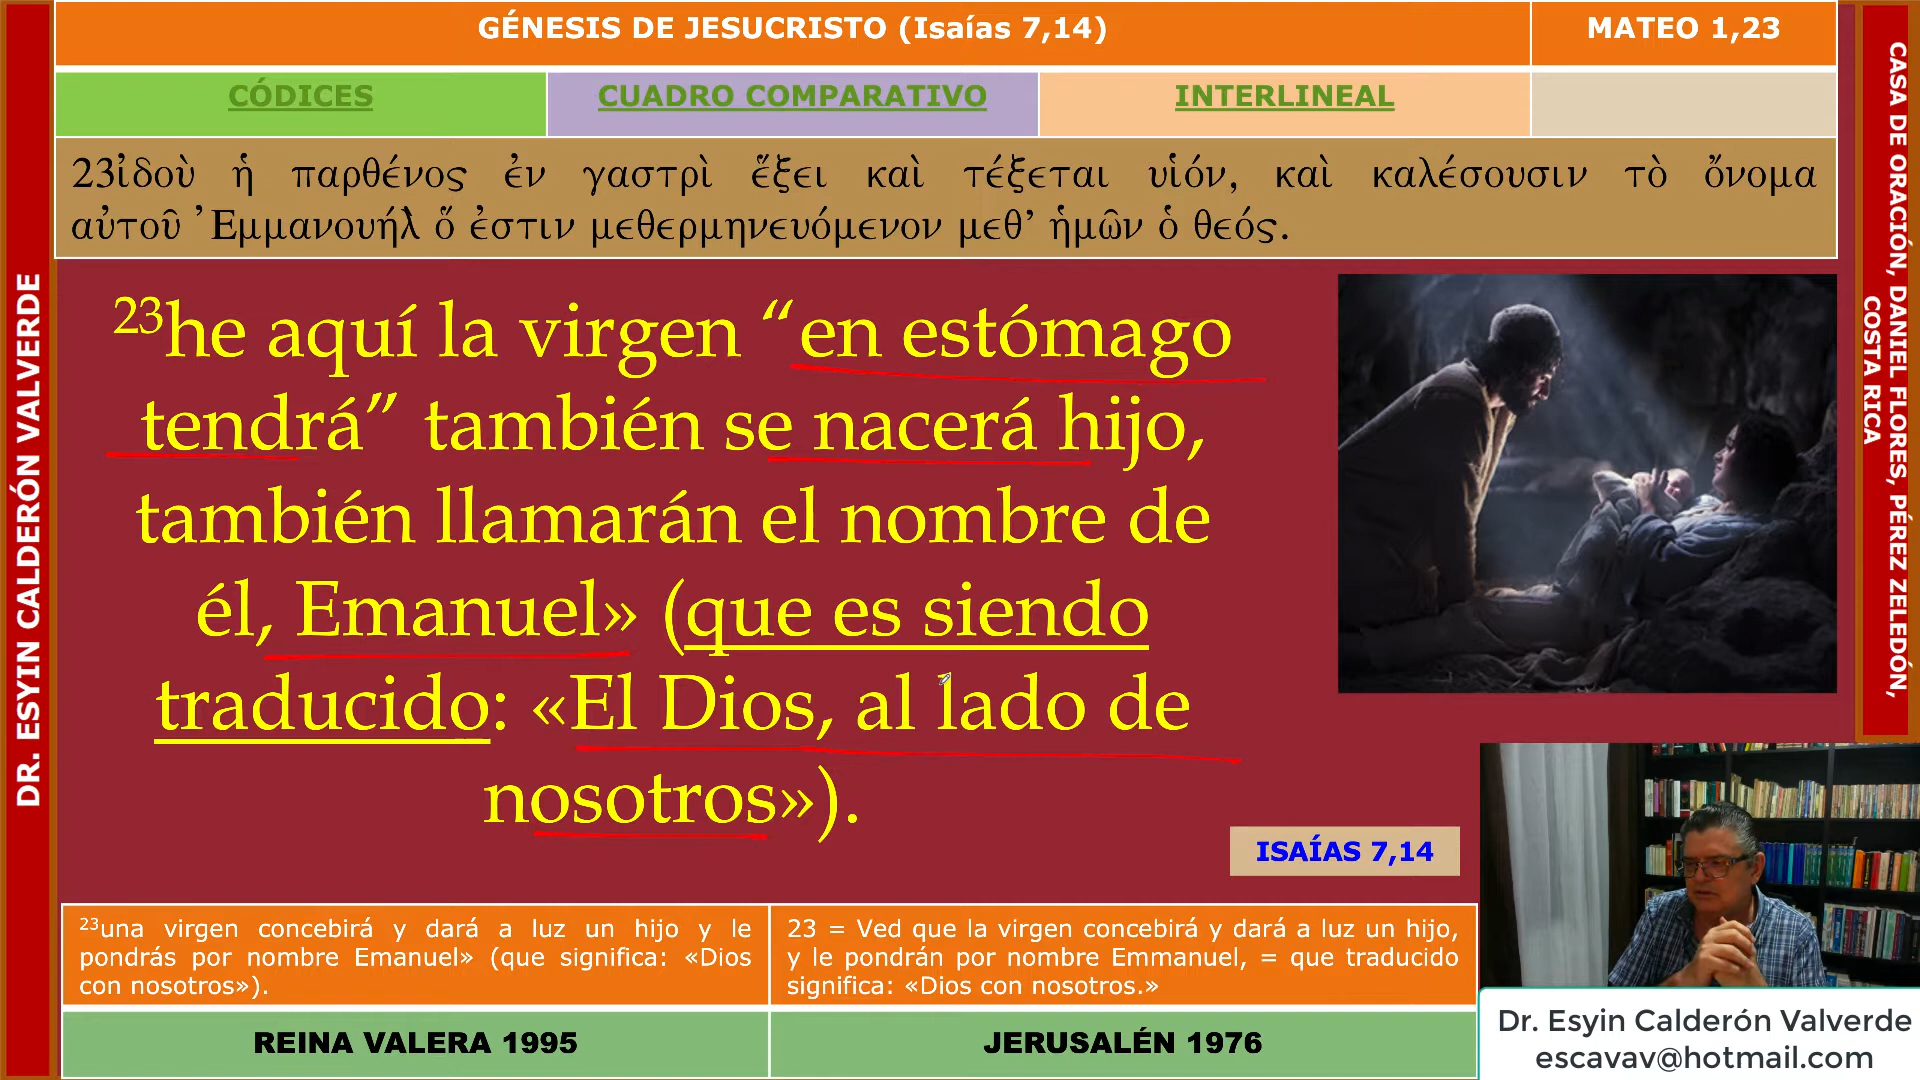 GÉNESIS DE JESUCRISTO (Isaías 7,14)
MATEO 1,23
CÓDICES
CUADRO COMPARATIVO
INTERLINEAL
23ἰδοὺ ἡ παρθένος ἐν γαστρὶ ἕξει καὶ τέξεται υἱόν, καὶ καλέσουσιν τὸ ὄνομα
αὐτοῦ Ἐμμανουήλ ὅ ἐστιν μεθερμηνευόμενον μεθ’ ἡμῶν ὁ θεός.
23he aquí la virgen “en estómago
tendrá” también se nacerá hijo,
también llamarán el nombre de
él, Emanuel» (que es siendo
traducido: «El Dios, al lado de
nosotros»).
ISAÍAS 7,14
23una virgen concebirá y dará a luz un hijo y le
pondrás por nombre Emanuel» (que significa: «Dios
con nosotros»).
23 = Ved que la virgen concebirá y dará a luz un hijo,
y le pondrán por nombre Emmanuel, = que traducido
significa: «Dios con nosotros.»
REINA VALERA 1995
JERUSALÉN 1976
DR. ESYIN CALDERÓN VALVERDE
CASA DE ORACIÓN, DANIEL FLORES, PÉREZ ZELEDÓN,
COSTA RICA
Dr. Esyin Calderón Valverde
escavav@hotmail.com